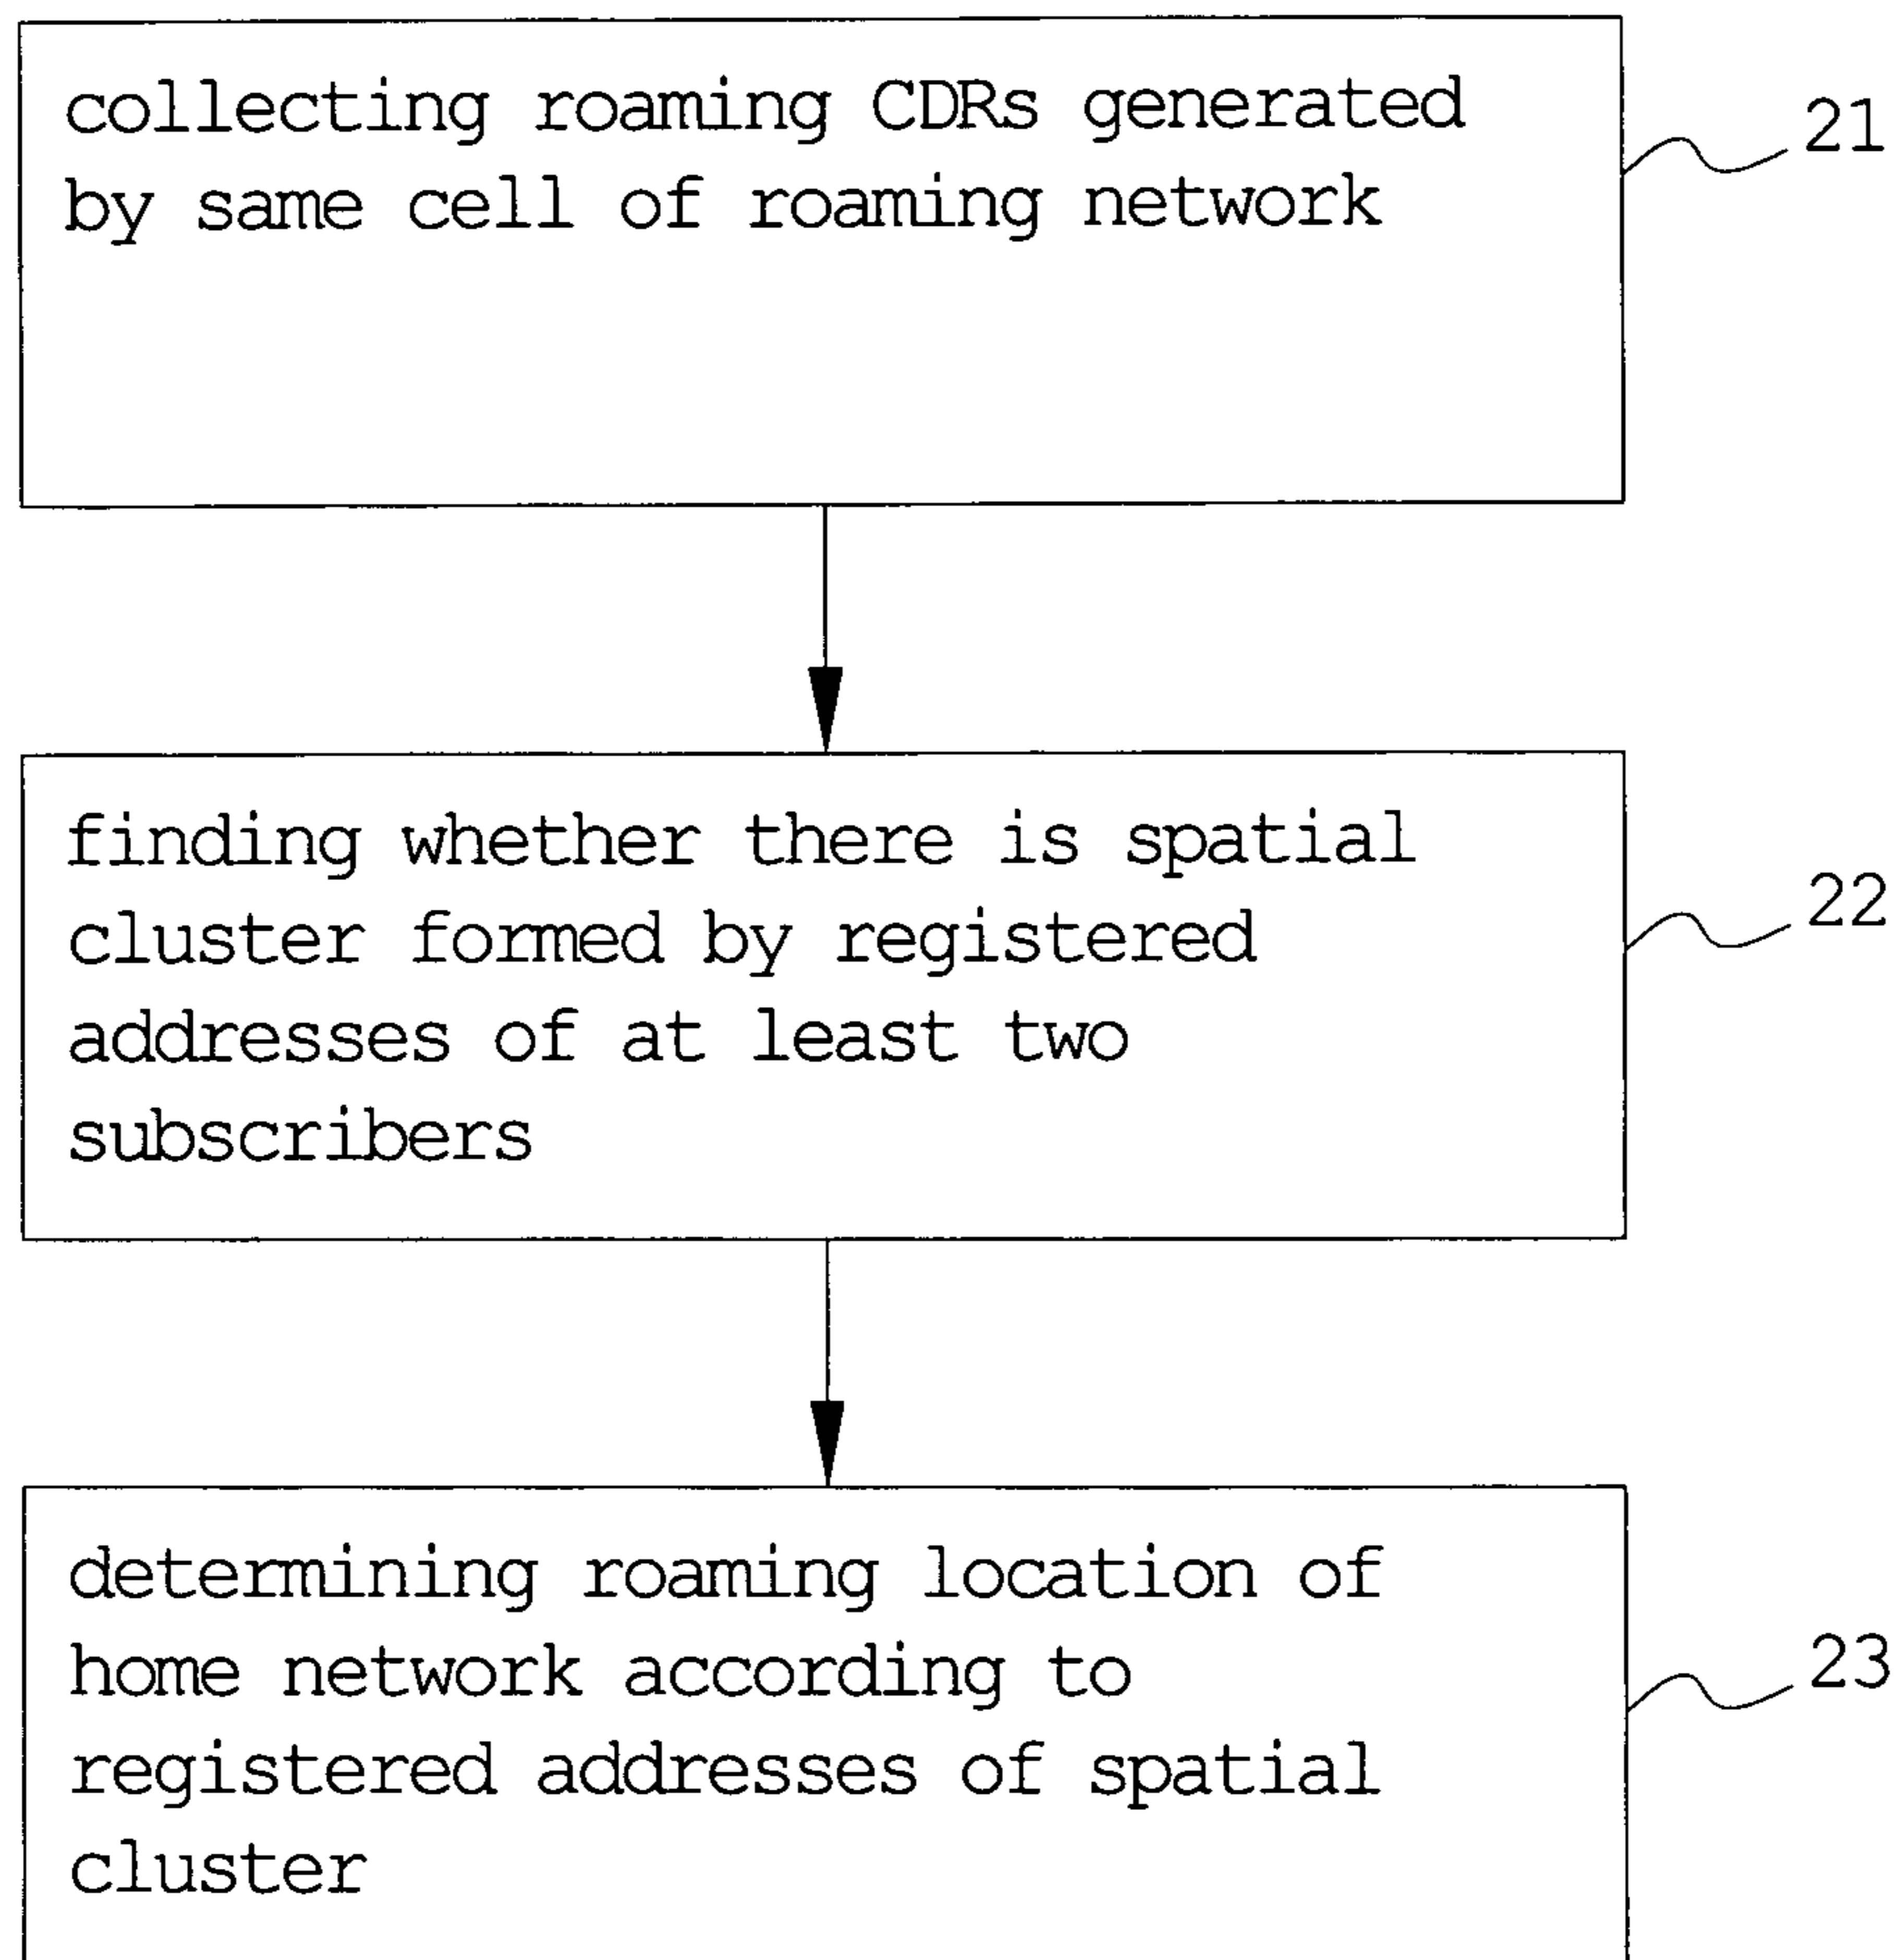 collecting roaming CDRs generated
21
by same cell of roaming network
finding whether there is spatial
22
cluster formed by registered
addresses of at least two
subscribers
determining roaming location of
home network according to
23
registered addresses of spatial
cluster